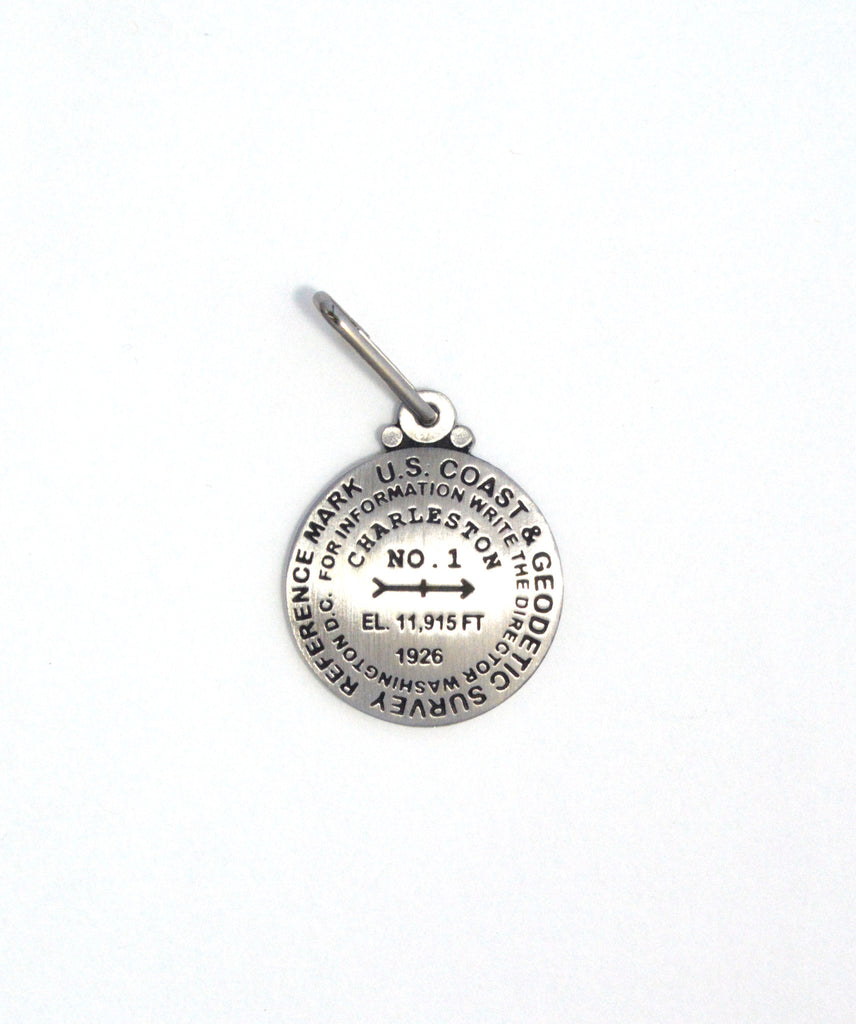 U.S. COAST & GEODETIC SURVEY REFERENCE MARK
FOR INFORMATION WRITE THE DIRECTOR WASHINGTON D.C.
CHARLESTON
NO. 1
EL. 11,915 FT
1926